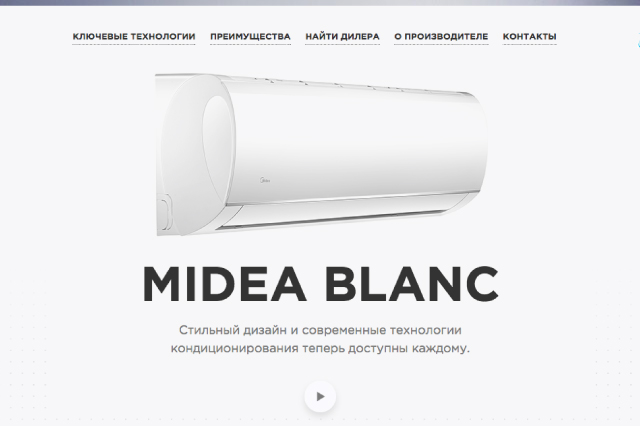 КЛЮЧЕВЫЕ ТЕХНОЛОГИИ ПРЕИМУЩЕСТВА НАЙТИ ДИЛЕРА О ПРОИЗВОДИТЕЛЕ КОНТАКТЫ
Midea
MIDEA BLANC
Стильный дизайн и современные технологии
кондиционирования теперь доступны каждому.